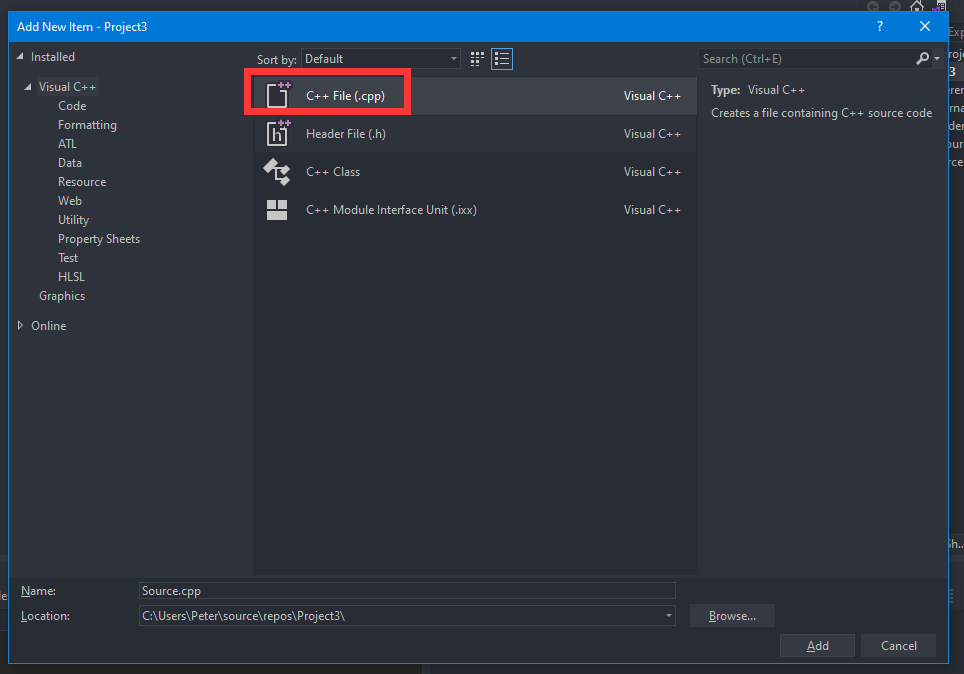 Add New Item - Project3
?
Installed
Visual C++
Code
Formatting
ATL
Data
Resource
Web
Utility
Property Sheets
Test
HLSL
Graphics
Online
Sort by: Default
C++ File (.cpp) Visual C++
Header File (.h) Visual C++
C++ Class Visual C++
C++ Module Interface Unit (.ixx) Visual C++
Search (Ctrl+E)
Type: Visual C++
Creates a file containing C++ source code
Name: Source.cpp
Location: C:\Users\Peter\source\repos\Project3\
Browse...
Add Cancel